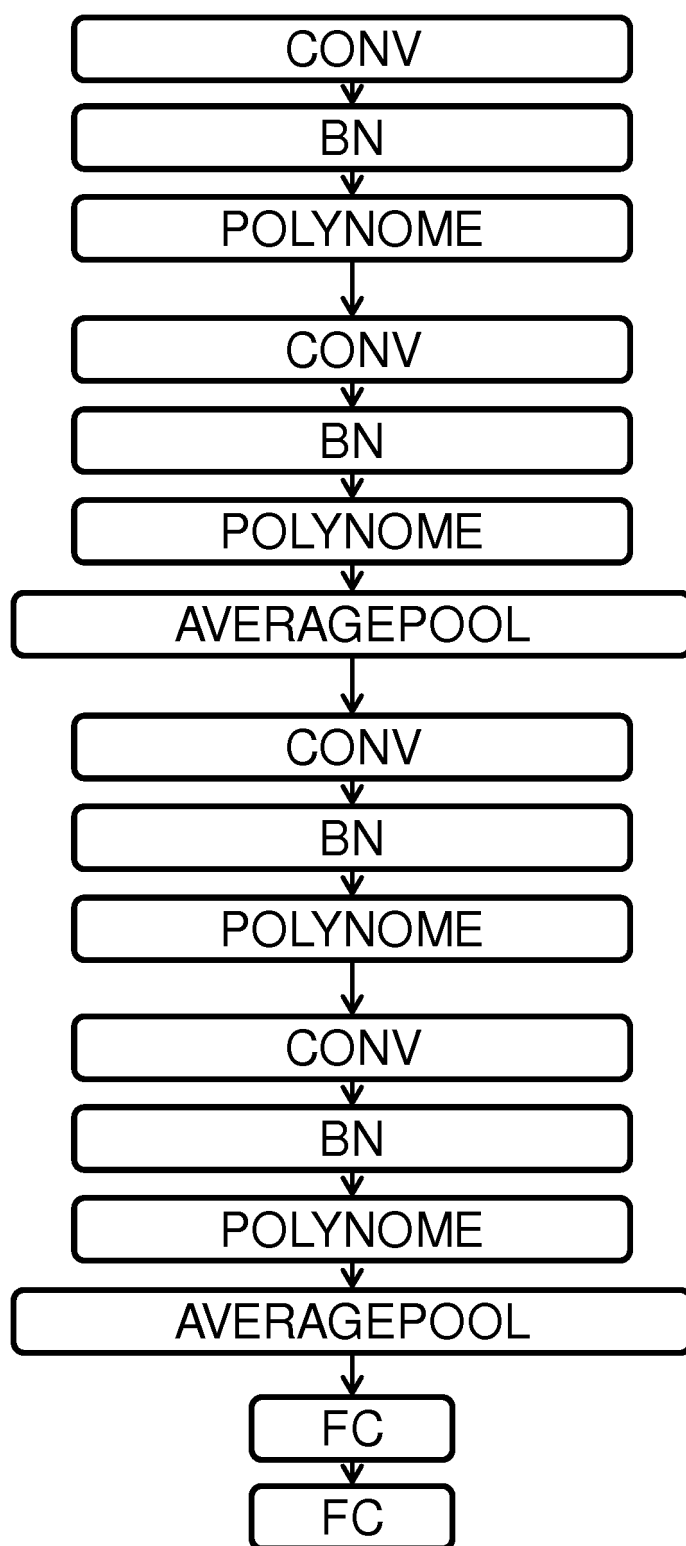 CONV
BN
POLYNOME
CONV
BN
POLYNOME
AVERAGEPOOL
CONV
BN
POLYNOME
CONV
BN
POLYNOME
AVERAGEPOOL
FC
FC